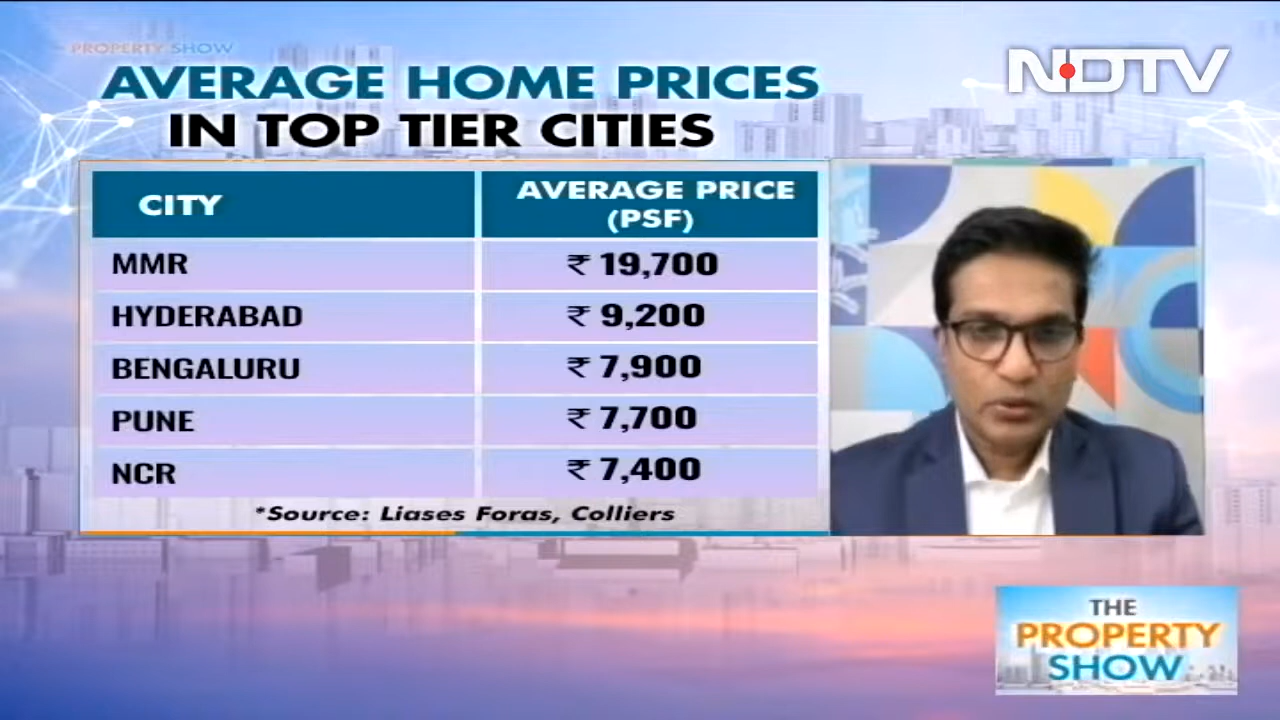 PROPERTY SHOW
AVERAGE HOME PRICES
IN TOP TIER CITIES
NDTV
CITY
AVERAGE PRICE
(PSF)
MMR ₹ 19,700
HYDERABAD ₹ 9,200
BENGALURU ₹ 7,900
PUNE ₹ 7,700
NCR ₹ 7,400
*Source: Liases Foras, Colliers
THE
PROPERTY
SHOW